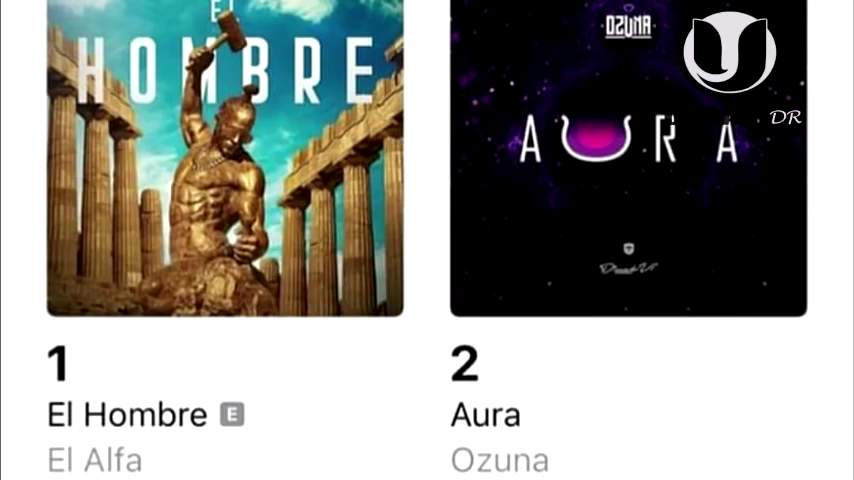 EL
HOMBRE
OZUNA
AURA
DR
1
El Hombre E
El Alfa
2
Aura
Ozuna